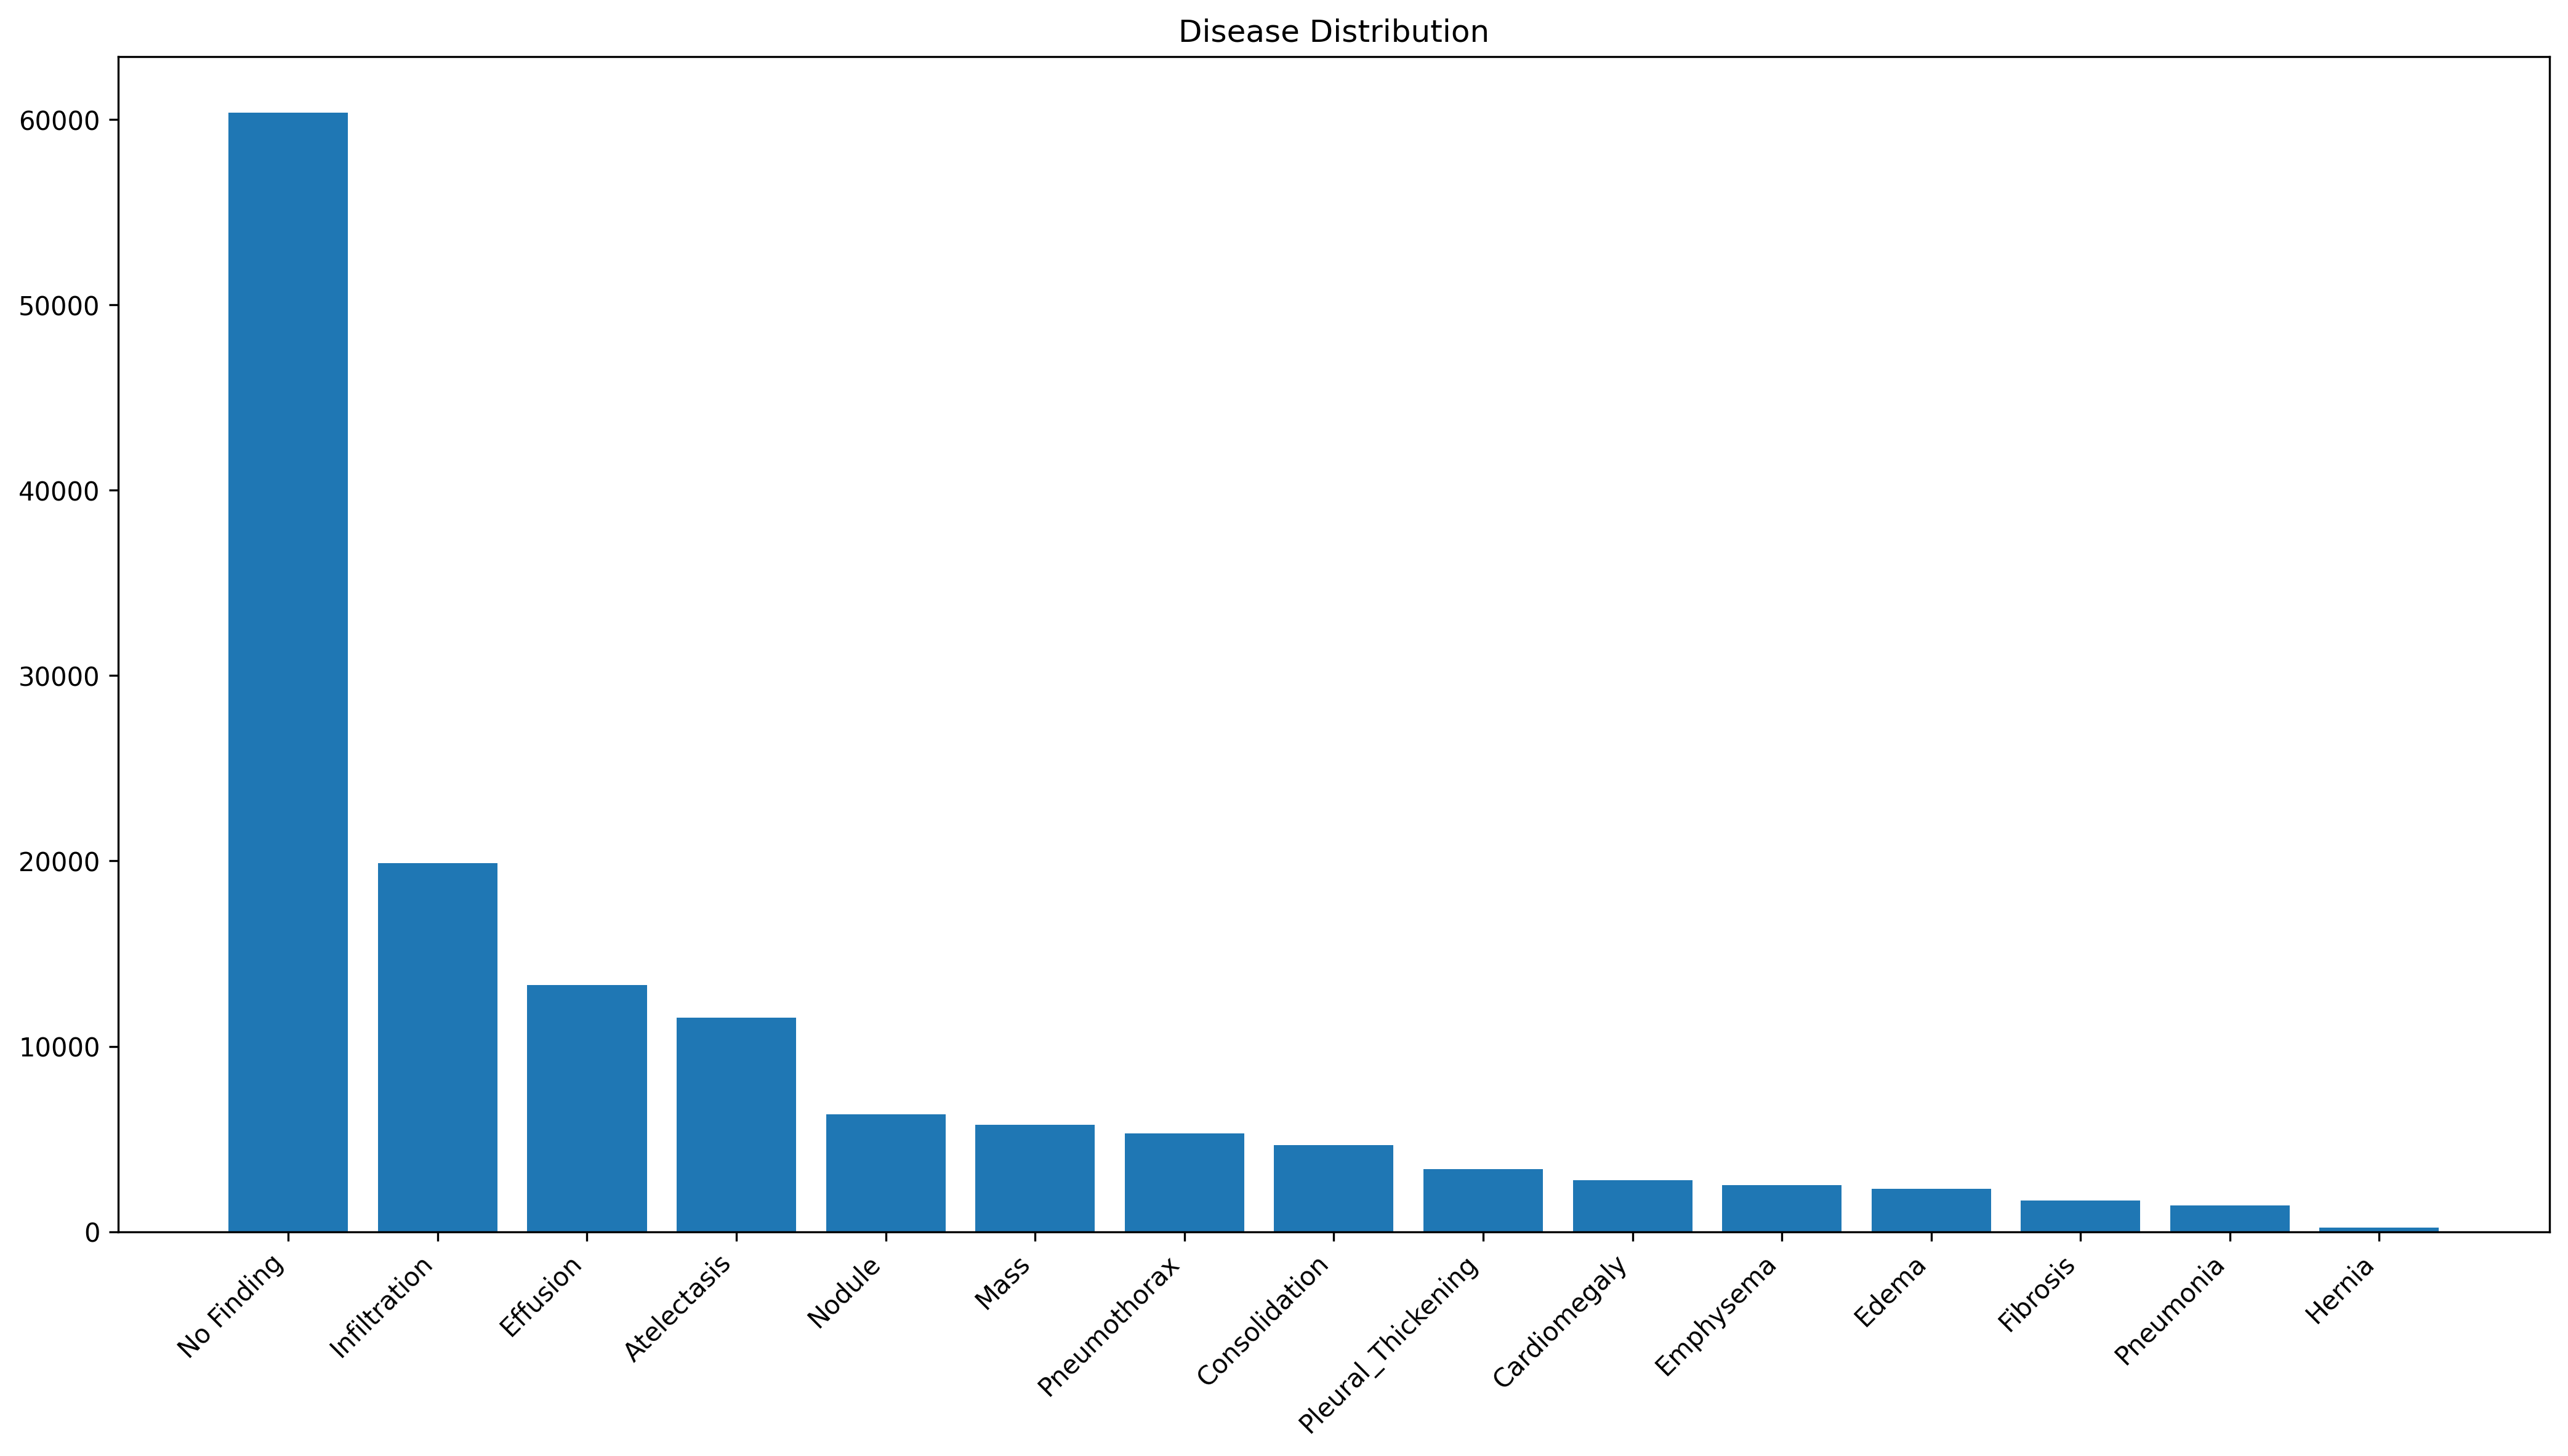 Disease Distribution
60000
50000
40000
30000
20000
10000
0
No Finding
Infiltration
Effusion
Atelectasis
Nodule
Mass
Pneumothorax
Consolidation
Pleural_Thickening
Cardiomegaly
Emphysema
Edema
Fibrosis
Pneumonia
Hernia